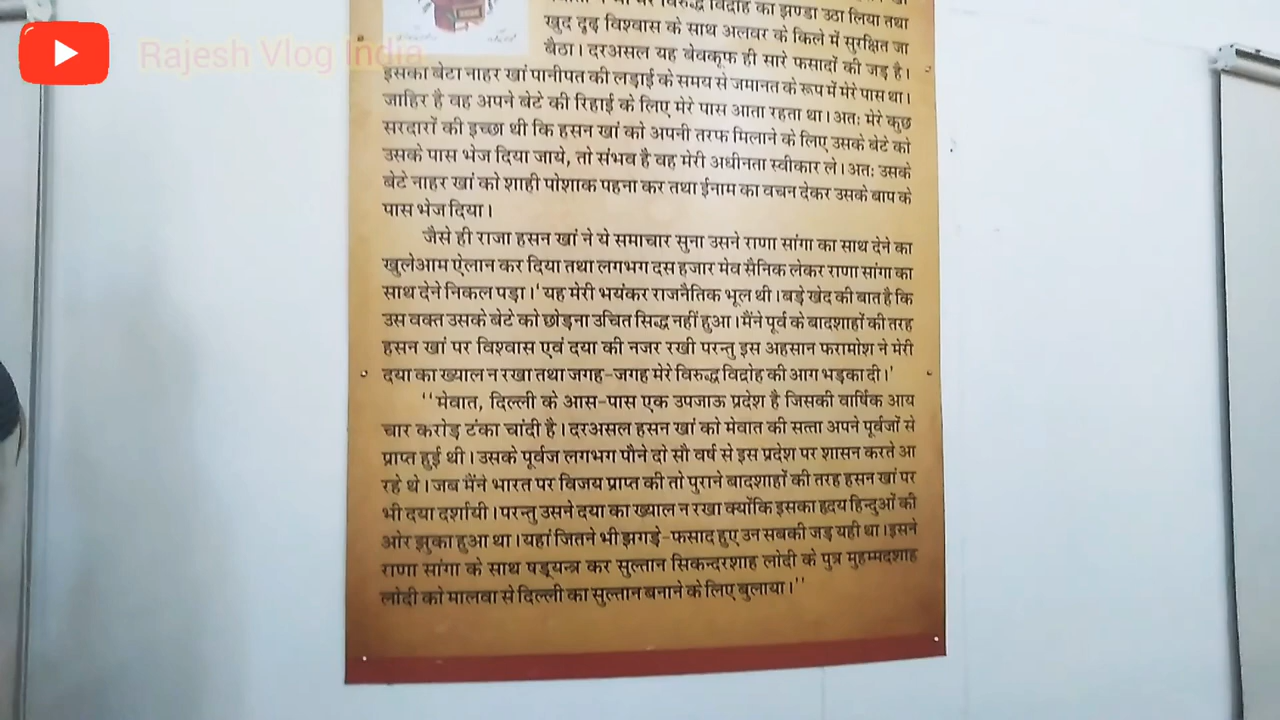 Rajesh Vlog India
विरुद्ध विद्रोह का झण्डा उठा लिया तथा
खुद दृढ़ विश्वास के साथ अलवर के किले में सुरक्षित जा
बैठा। दरअसल यह बेवकूफ ही सारे फसादों की जड़ है।
इसका बेटा नाहर खां पानीपत की लड़ाई के समय से जमानत के रूप में मेरे पास था।
जाहिर है वह अपने बेटे की रिहाई के लिए मेरे पास आता रहता था। अतः मेरे कुछ
सरदारों की इच्छा थी कि हसन खां को अपनी तरफ मिलाने के लिए उसके बेटे को
उसके पास भेज दिया जाये, तो संभव है वह मेरी अधीनता स्वीकार ले। अतः उसके
बेटे नाहर खां को शाही पोशाक पहना कर तथा ईनाम का वचन देकर उसके बाप के
पास भेज दिया।
जैसे ही राजा हसन खां ने ये समाचार सुना उसने राणा सांगा का साथ देने का
खुलेआम ऐलान कर दिया तथा लगभग दस हजार मेव सैनिक लेकर राणा सांगा का
साथ देने निकल पड़ा। 'यह मेरी भयंकर राजनैतिक भूल थी। बड़े खेद की बात है कि
उस वक्त उसके बेटे को छोड़ना उचित सिद्ध नहीं हुआ। मैंने पूर्व के बादशाहों की तरह
हसन खां पर विश्वास एवं दया की नजर रखी परन्तु इस अहसान फरामोश ने मेरी
दया का ख्याल न रखा तथा जगह-जगह मेरे विरुद्ध विद्रोह की आग भड़का दी।'
''मेवात, दिल्ली के आस-पास एक उपजाऊ प्रदेश है जिसकी वार्षिक आय
चार करोड़ टंका चांदी है। दरअसल हसन खां को मेवात की सत्ता अपने पूर्वजों से
प्राप्त हुई थी। उसके पूर्वज लगभग पौने दो सौ वर्ष से इस प्रदेश पर शासन करते आ
रहे थे। जब मैंने भारत पर विजय प्राप्त की तो पुराने बादशाहों की तरह हसन खां पर
भी दया दर्शायी। परन्तु उसने दया का ख्याल न रखा क्योंकि इसका हृदय हिन्दुओं की
ओर झुका हुआ था। यहां जितने भी झगड़े-फसाद हुए उन सबकी जड़ यही था। इसने
राणा सांगा के साथ षड्यन्त्र कर सुल्तान सिकन्दरशाह लोदी के पुत्र मुहम्मदशाह
लोदी को मालवा से दिल्ली का सुल्तान बनाने के लिए बुलाया।''